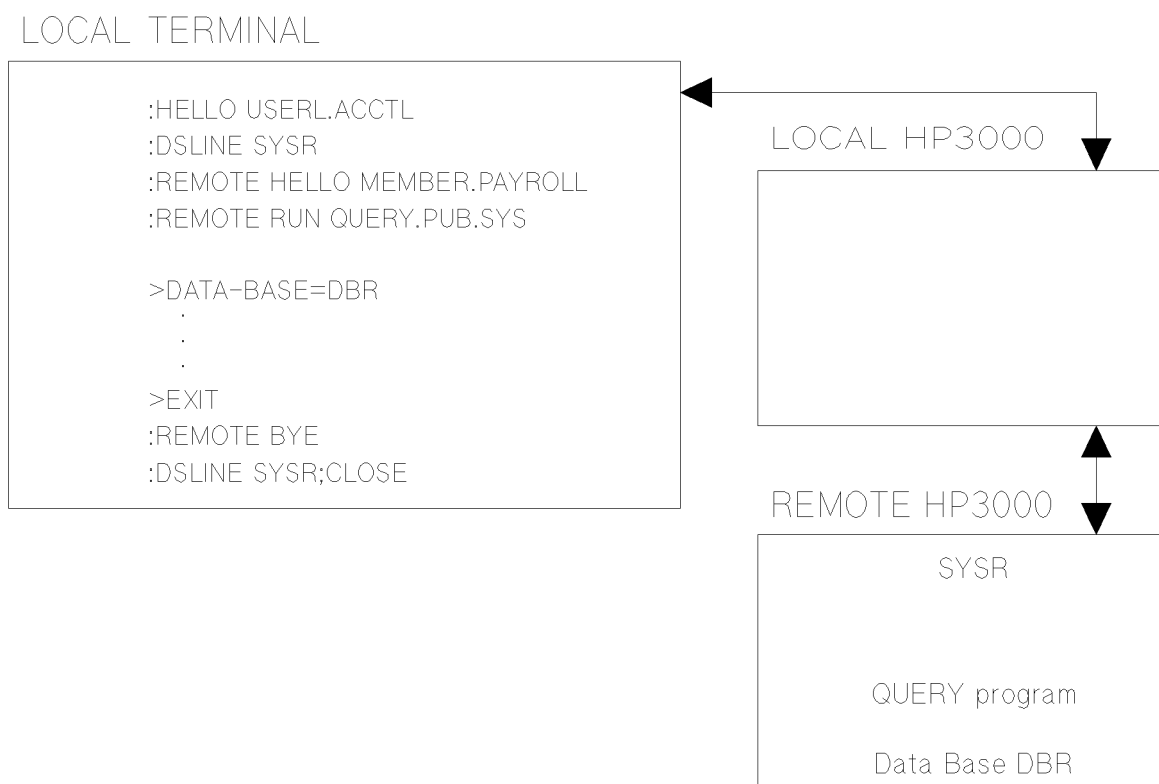 LOCAL TERMINAL
:HELLO USERL.ACCTL
:DSLINE SYSR
:REMOTE HELLO MEMBER.PAYROLL
:REMOTE RUN QUERY.PUB.SYS
>DATA-BASE=DBR
.
.
.
>EXIT
:REMOTE BYE
:DSLINE SYSR;CLOSE
LOCAL HP3000
REMOTE HP3000
SYSR
QUERY program
Data Base DBR